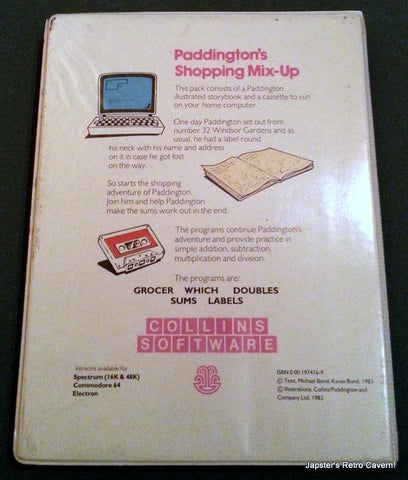 Paddington's
Shopping Mix-Up
This pack consists of a Paddington
illustrated storybook and a cassette to run
on your home computer.
One day Paddington set out from
number 32 Windsor Gardens and as
usual, he had a label round
his neck with his name and address
on it in case he got lost
on the way.
So starts the shopping
adventure of Paddington.
Join him and help Paddington
make the sums work out in the end.
The programs continue Paddington's
adventure and provide practice in
simple addition, subtraction,
multiplication and division.
The programs are:
GROCER WHICH DOUBLES
SUMS LABELS
COLLINS
SOFTWARE
Versions available for
Spectrum (16K & 48K)
Commodore 64
Electron
ISBN 0 00 197476-9
© Text, Michael Bond, Karen Bond, 1983
© Illustrations, Collins/Paddington and
Company Ltd, 1983
Japster's Retro Cavern!